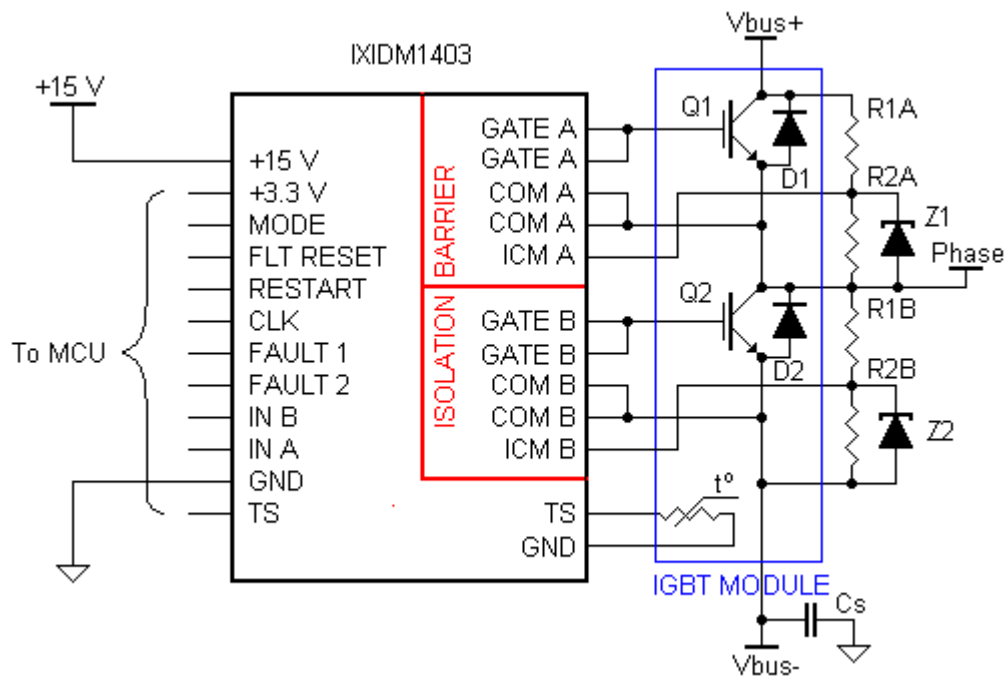 Vbus+
IXIDM1403
+15 V
Q1
R1A
GATE A
GATE A
+15 V
+3.3 V
COM A
D1
R2A
MODE
COM A
Z1
FLT RESET
ICM A
Phase
RESTART
Q2
R1B
CLK
GATE B
To MCU
FAULT 1
GATE B
D2
R2B
FAULT 2
COM B
IN B
COM B
Z2
IN A
ICM B
GND
tº
TS
TS
GND
ISOLATION BARRIER
IGBT MODULE
Cs
Vbus-